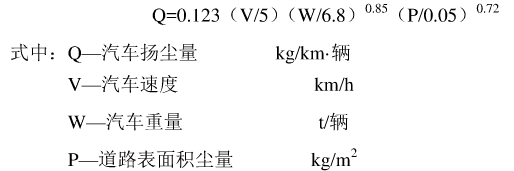 Q=0.123（V/5）（W/6.8）^0.85（P/0.05）^0.72
式中：Q—汽车扬尘量 kg/km·辆
V—汽车速度 km/h
W—汽车重量 t/辆
P—道路表面积尘量 kg/m²